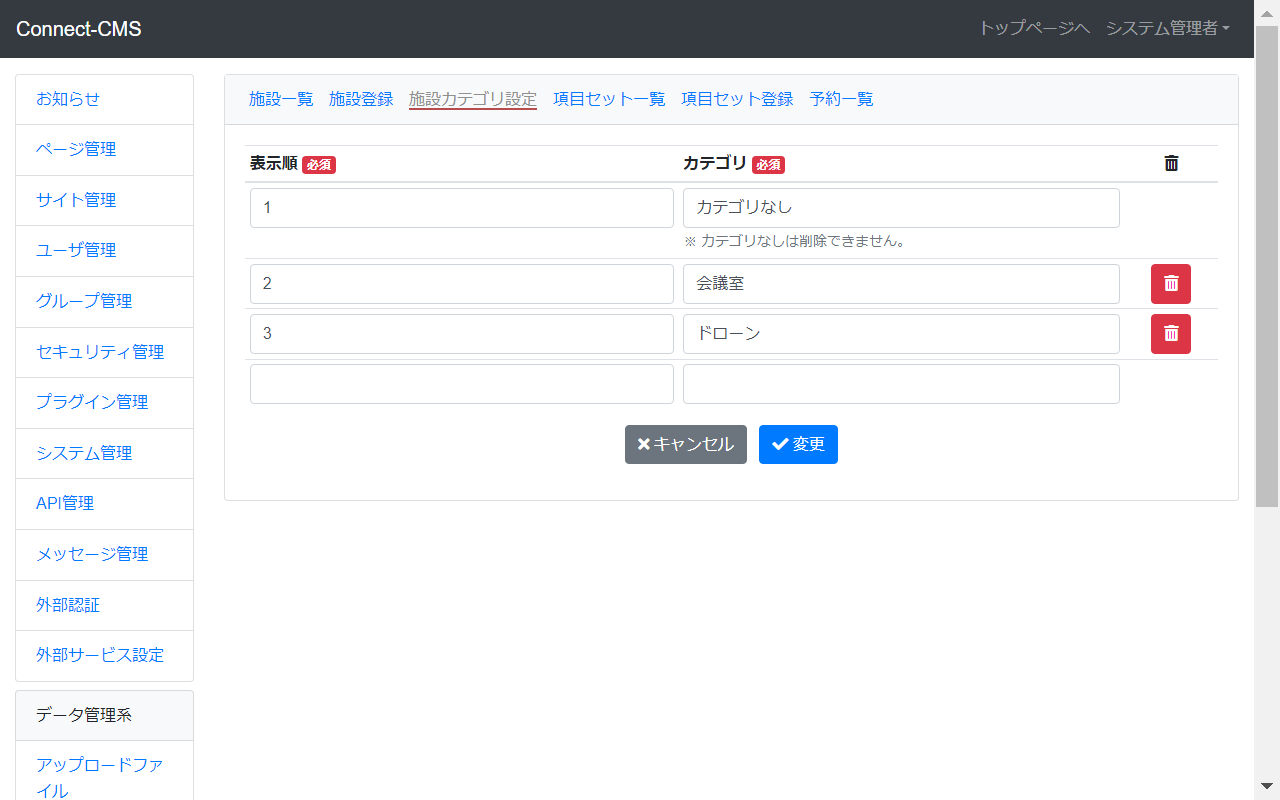 Connect-CMS
トップページへ システム管理者
お知らせ
ページ管理
サイト管理
ユーザ管理
グループ管理
セキュリティ管理
プラグイン管理
システム管理
API管理
メッセージ管理
外部認証
外部サービス設定
データ管理系
アップロードファ
イル
施設一覧 施設登録 施設カテゴリ設定 項目セット一覧 項目セット登録 予約一覧
表示順 必須 カテゴリ 必須
1 カテゴリなし
※ カテゴリなしは削除できません。
2 会議室
3 ドローン
キャンセル 変更